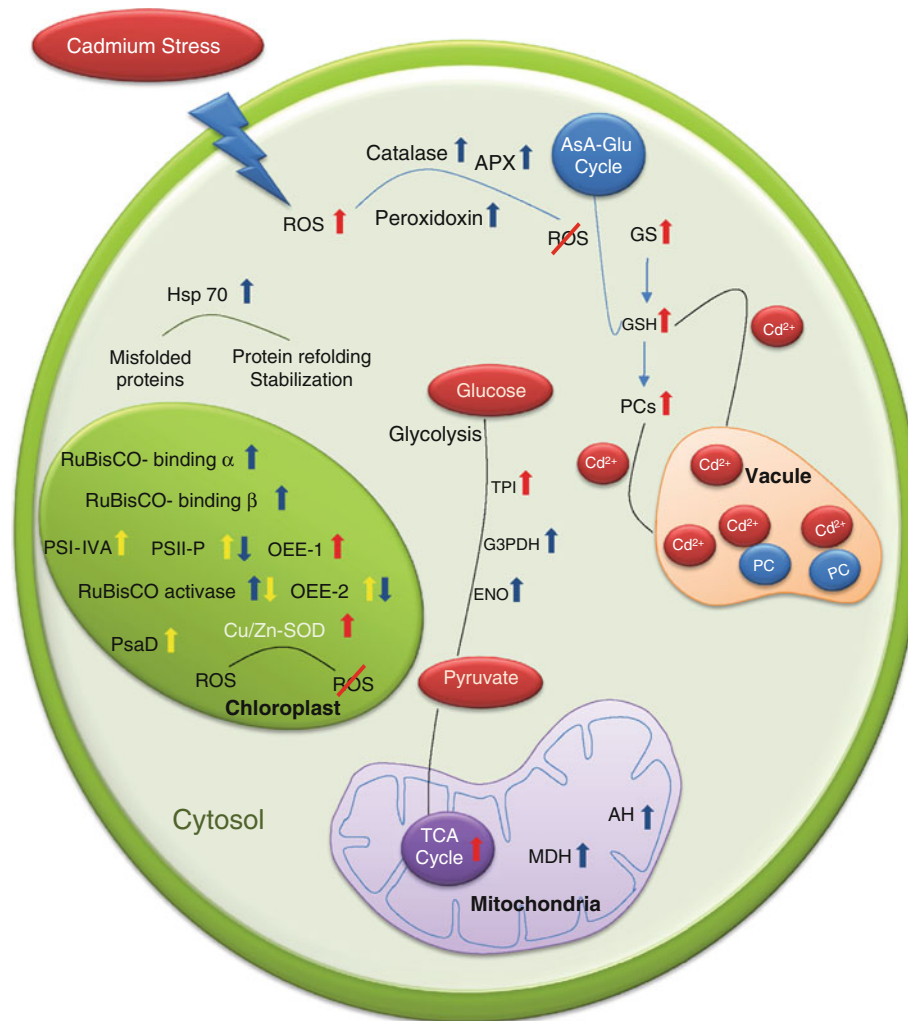 Cadmium Stress
Catalase
APX
AsA-Glu
Cycle
ROS
Peroxidoxin
ROS
GS
Hsp 70
GSH
Cd2+
Misfolded
proteins
Protein refolding
Stabilization
Glucose
PCs
Glycolysis
RuBisCO- binding α
Cd2+
Cd2+
Vacule
TPI
RuBisCO- binding β
Cd2+
Cd2+
Cd2+
PSI-IVA
PSII-P
OEE-1
G3PDH
PC
PC
RuBisCO activase
OEE-2
ENO
Cu/Zn-SOD
PsaD
ROS
ROS
Pyruvate
Chloroplast
AH
Cytosol
TCA
Cycle
MDH
Mitochondria